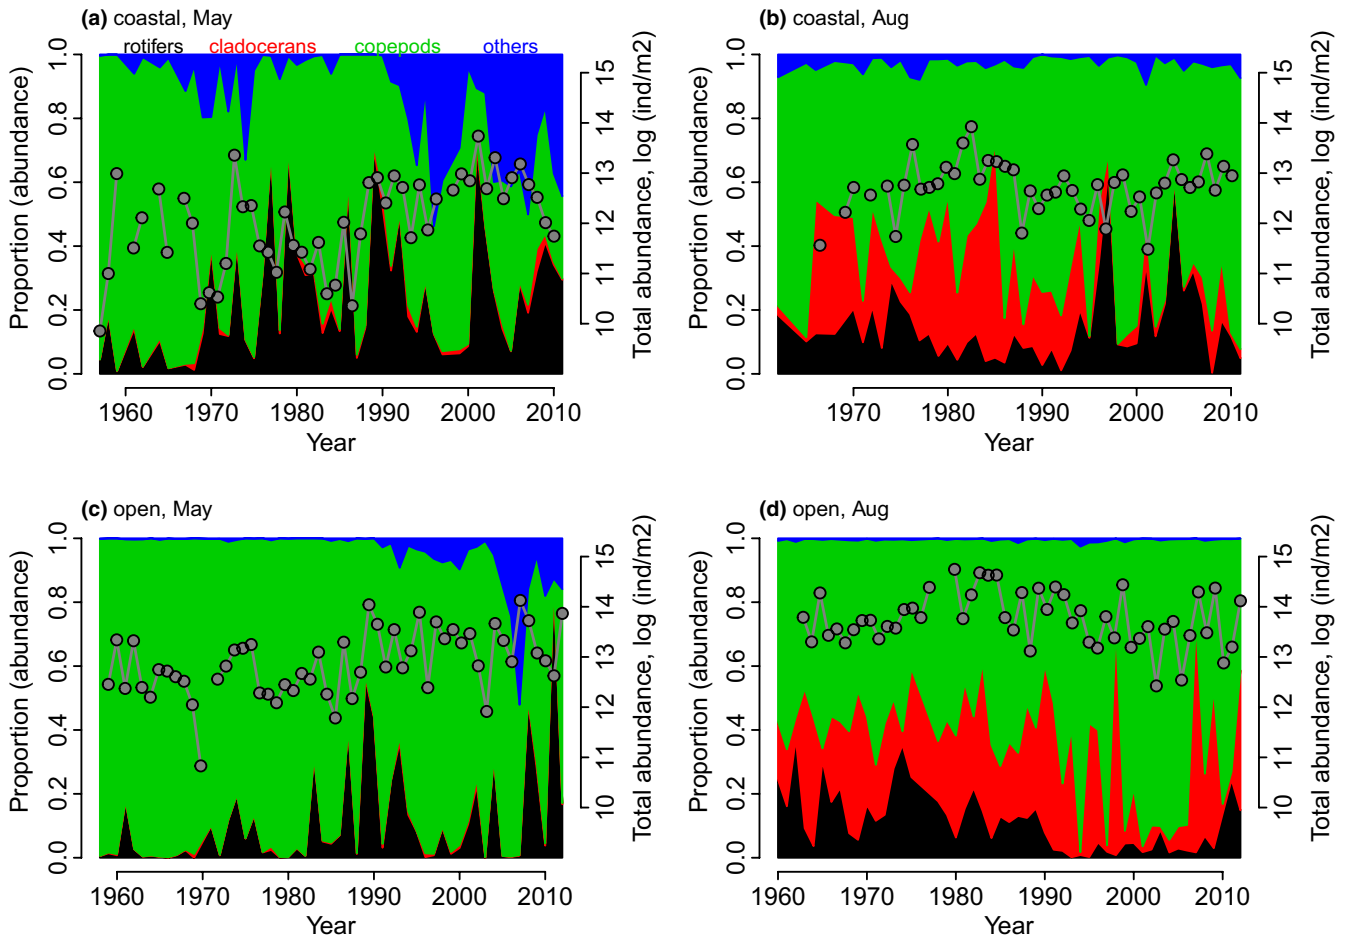 (a) coastal, May
rotifers cladocerans copepods others
Proportion (abundance)
0.0 0.2 0.4 0.6 0.8 1.0
10 11 12 13 14 15
Total abundance, log (ind/m2)
1960 1970 1980 1990 2000 2010
Year
(b) coastal, Aug
Proportion (abundance)
0.0 0.2 0.4 0.6 0.8 1.0
10 11 12 13 14 15
Total abundance, log (ind/m2)
1970 1980 1990 2000 2010
Year
(c) open, May
Proportion (abundance)
0.0 0.2 0.4 0.6 0.8 1.0
10 11 12 13 14 15
Total abundance, log (ind/m2)
1960 1970 1980 1990 2000 2010
Year
(d) open, Aug
Proportion (abundance)
0.0 0.2 0.4 0.6 0.8 1.0
10 11 12 13 14 15
Total abundance, log (ind/m2)
1960 1970 1980 1990 2000 2010
Year